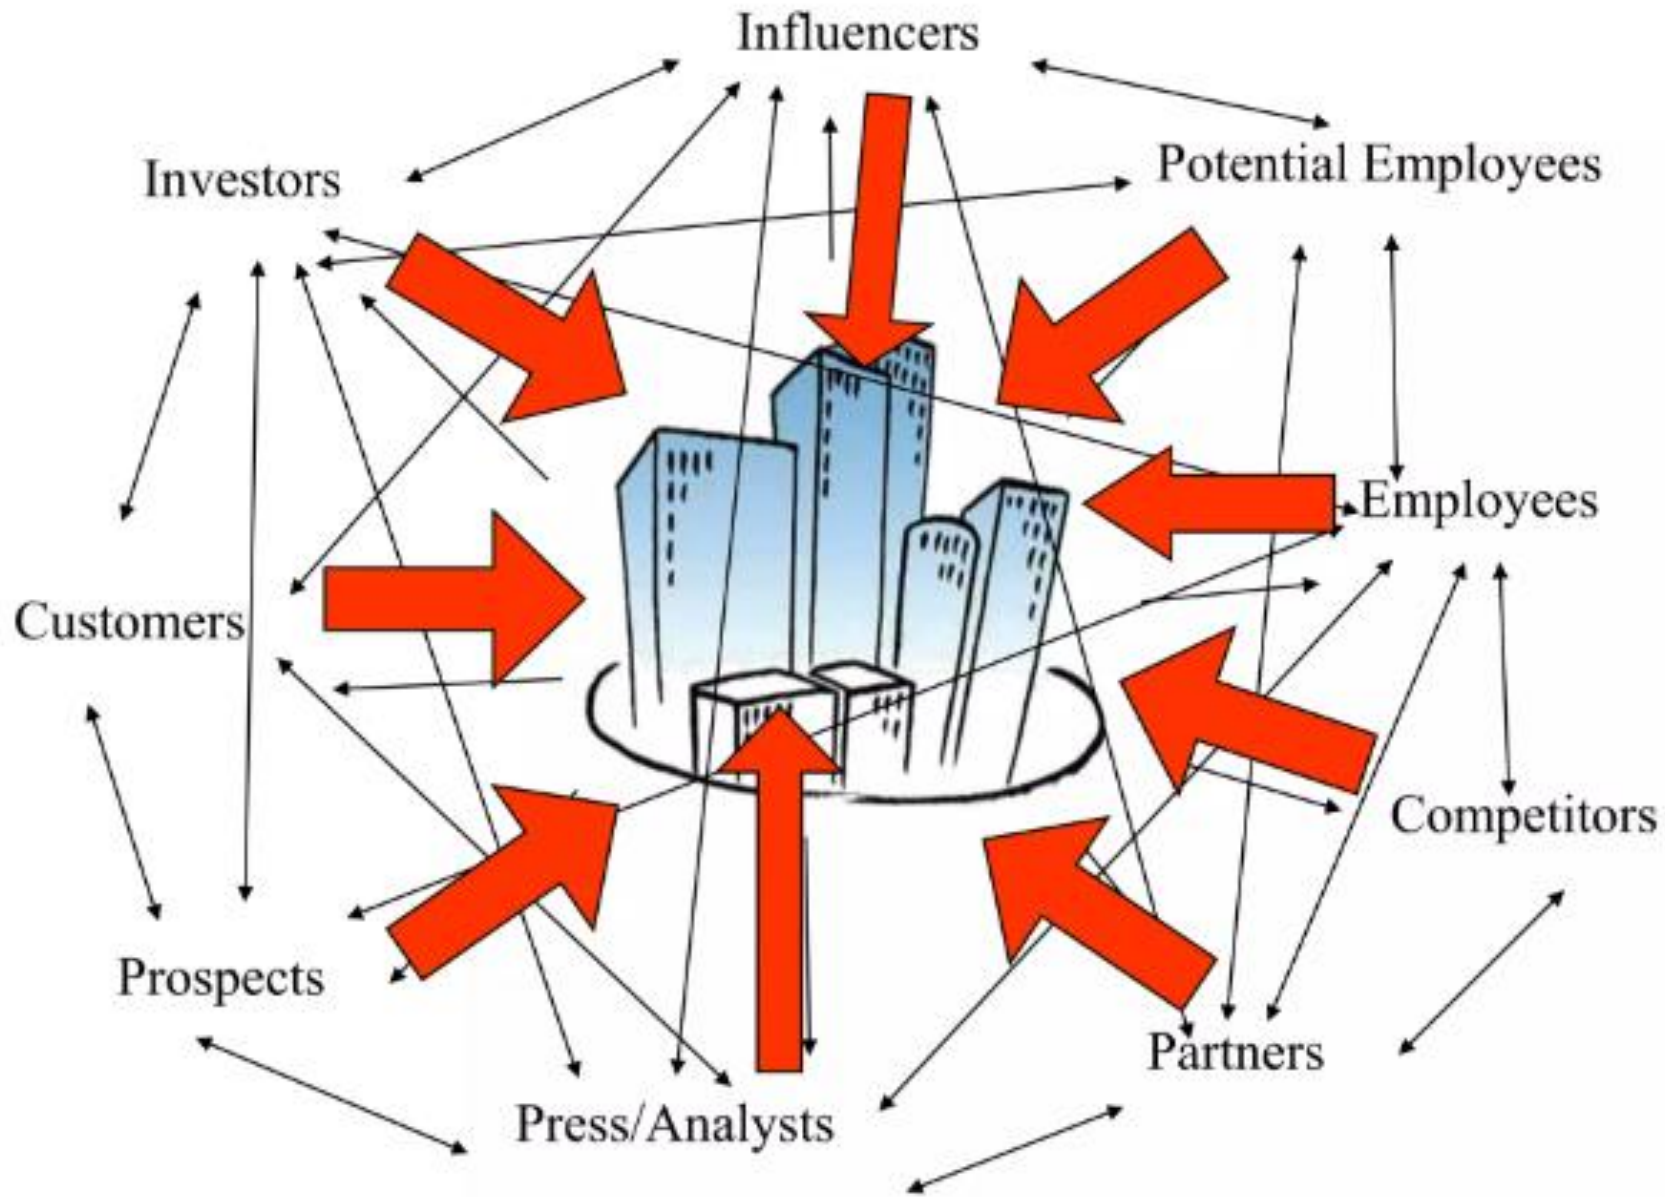 Influencers
Investors
Potential Employees
Employees
Customers
Competitors
Prospects
Partners
Press/Analysts